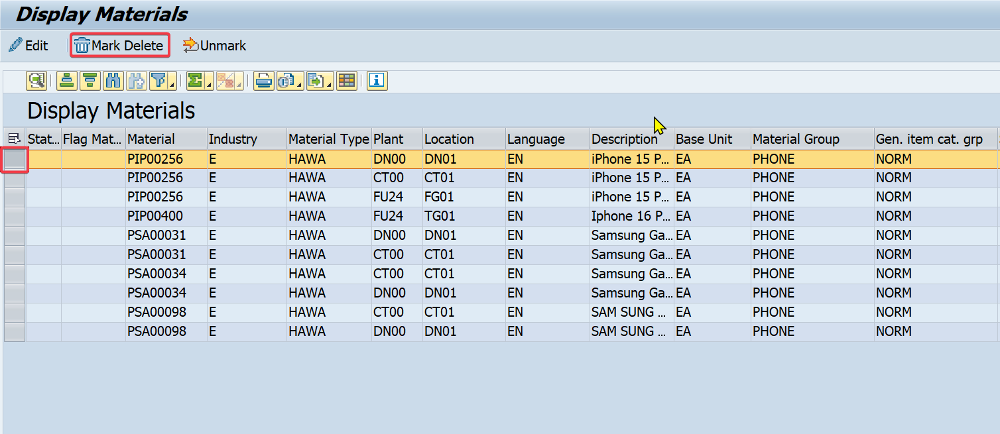 Display Materials
Edit Mark Delete Unmark
Display Materials
Stat... Flag Mat... Material Industry Material Type Plant Location Language Description Base Unit Material Group Gen. item cat. grp
PIP00256 E HAWA DN00 DN01 EN iPhone 15 P... EA PHONE NORM
PIP00256 E HAWA CT00 CT01 EN iPhone 15 P... EA PHONE NORM
PIP00256 E HAWA FU24 FG01 EN iPhone 15 P... EA PHONE NORM
PIP00400 E HAWA FU24 TG01 EN Iphone 16 P... EA PHONE NORM
PSA00031 E HAWA DN00 DN01 EN Samsung Ga... EA PHONE NORM
PSA00031 E HAWA CT00 CT01 EN Samsung Ga... EA PHONE NORM
PSA00034 E HAWA CT00 CT01 EN Samsung Ga... EA PHONE NORM
PSA00034 E HAWA DN00 DN01 EN Samsung Ga... EA PHONE NORM
PSA00098 E HAWA CT00 CT01 EN SAM SUNG ... EA PHONE NORM
PSA00098 E HAWA DN00 DN01 EN SAM SUNG ... EA PHONE NORM